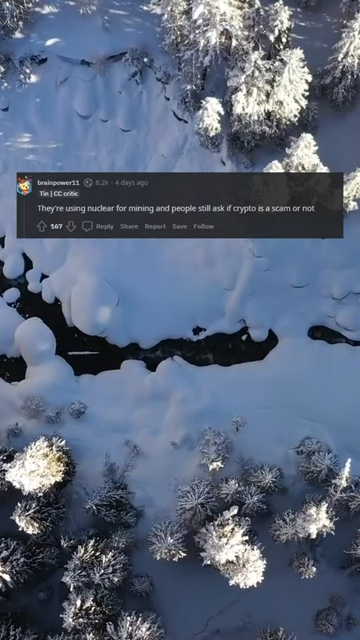 brainpower11 8.2k · 4 days ago
Tin | CC critic
They're using nuclear for mining and people still ask if crypto is a scam or not
167 Reply Share Report Save Follow